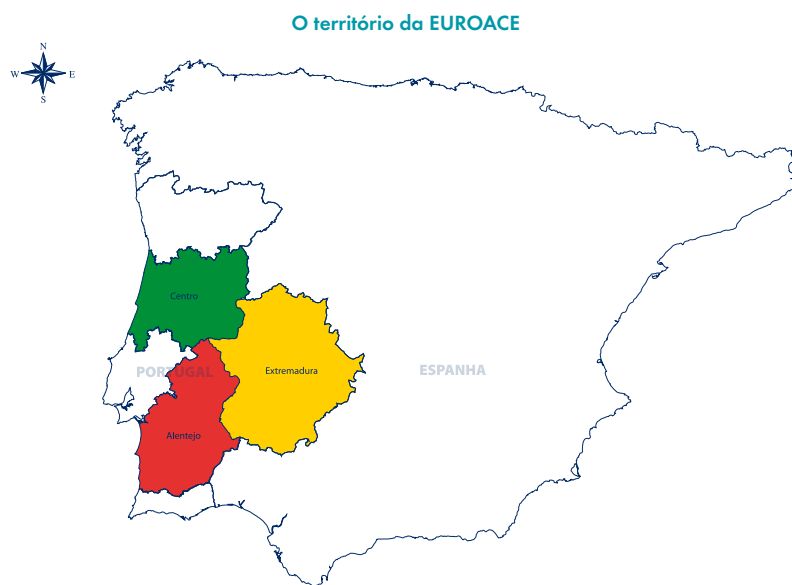 O território da EUROACE
N
W
E
S
Centro
PORTUGAL
ESPANHA
Extremadura
Alentejo